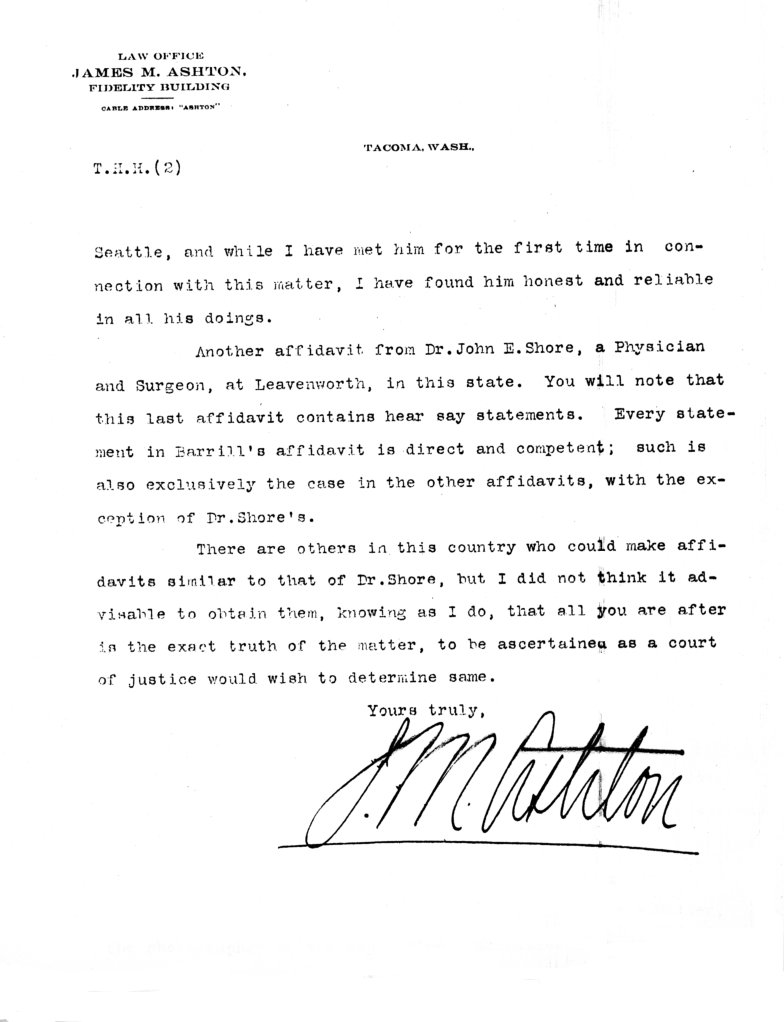 LAW OFFICE
JAMES M. ASHTON.
FIDELITY BUILDING
CABLE ADDRESS: "ASHTON"
TACOMA, WASH.,
T.H.H.(2)
Seattle, and while I have met him for the first time in con-
nection with this matter, I have found him honest and reliable
in all his doings.
Another affidavit from Dr.John E.Shore, a Physician
and Surgeon, at Leavenworth, in this state. You will note that
this last affidavit contains hear say statements. Every state-
ment in Barrill's affidavit is direct and competent; such is
also exclusively the case in the other affidavits, with the ex-
ception of Dr.Shore's.
There are others in this country who could make affi-
davits similar to that of Dr.Shore, but I did not think it ad-
visable to obtain them, knowing as I do, that all you are after
is the exact truth of the matter, to be ascertained as a court
of justice would wish to determine same.
Yours truly,
J. M. Ashton